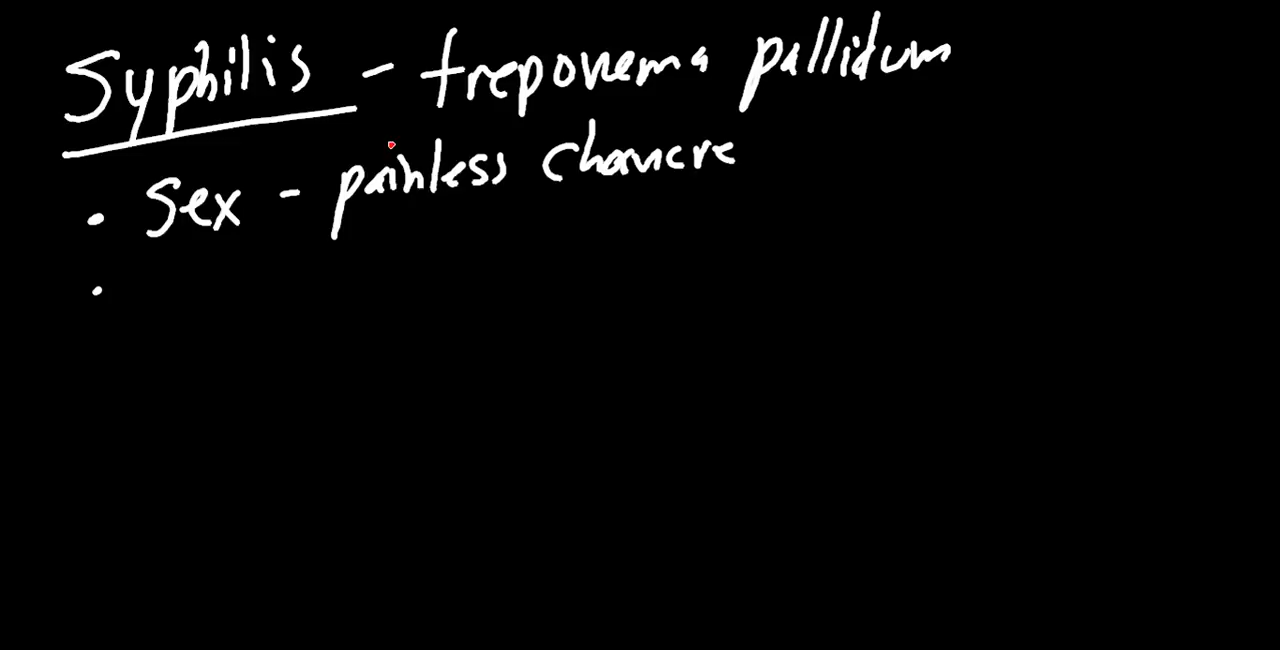 Syphilis - treponema pallidum
• Sex - painless chancre
•